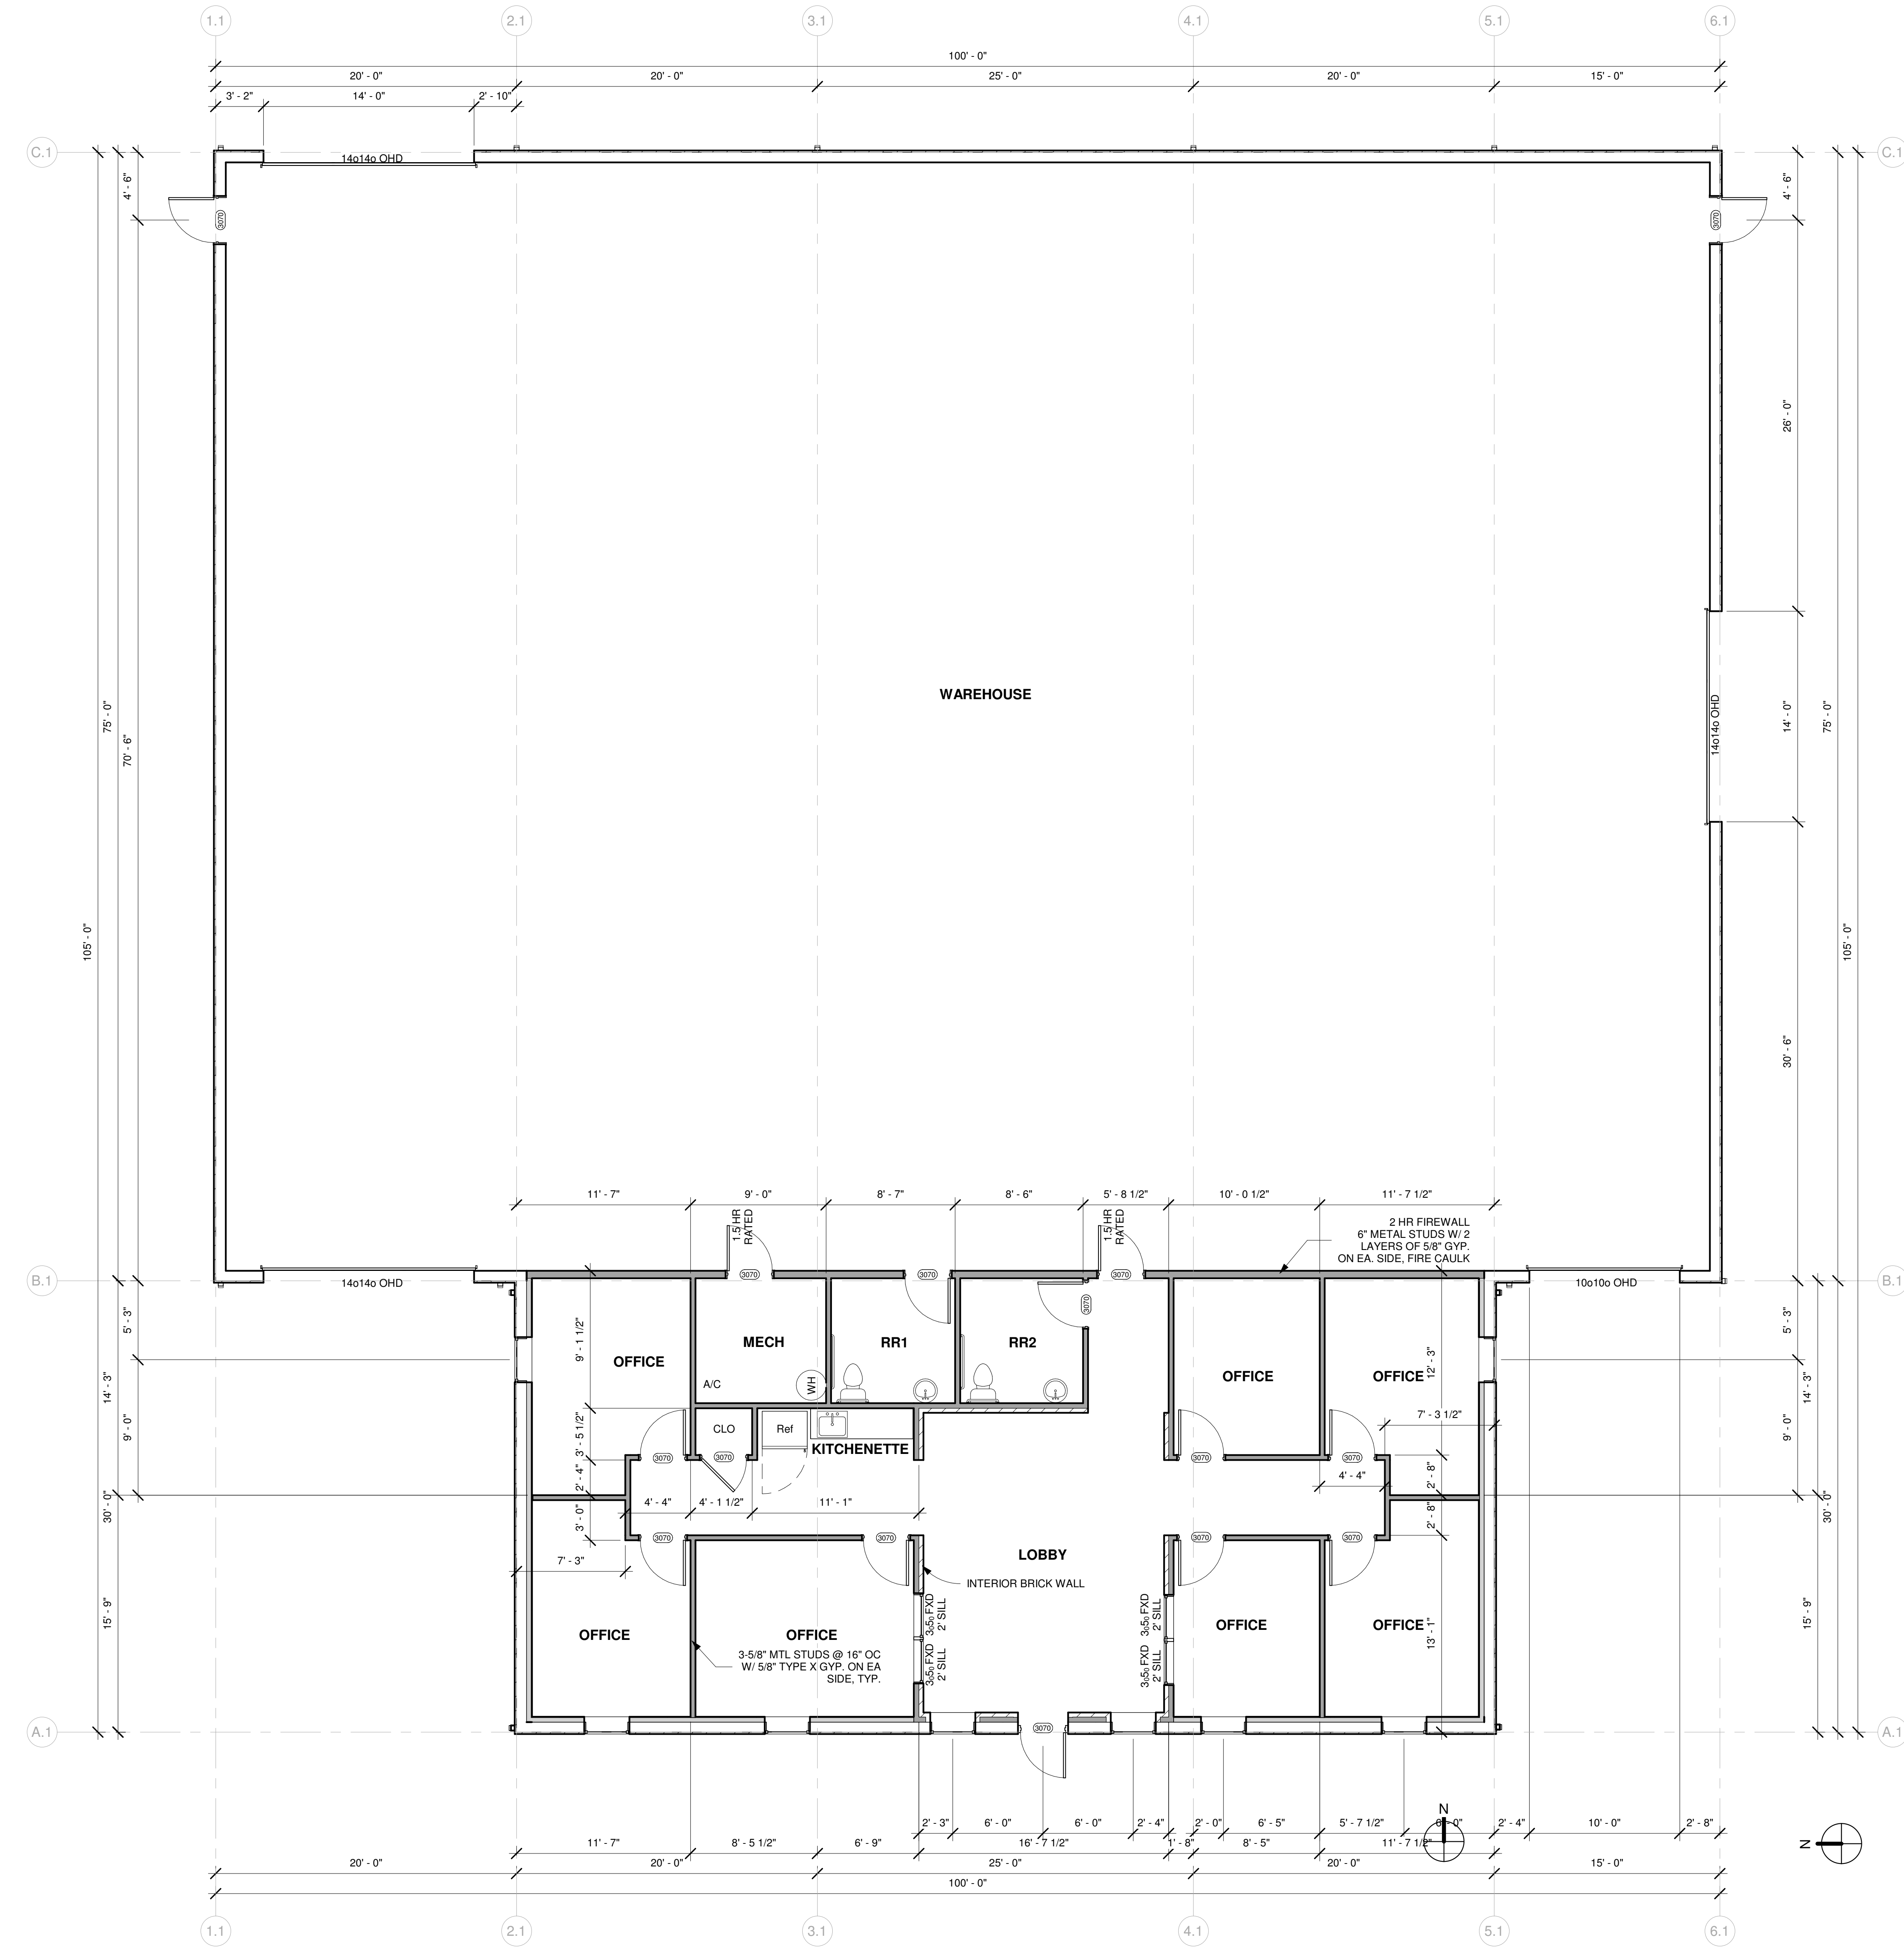 1.1 2.1 3.1 4.1 5.1 6.1
100' - 0"
20' - 0" 20' - 0" 25' - 0" 20' - 0" 15' - 0"
3' - 2" 14' - 0" 2' - 10"
C.1 C.1
14o14o OHD
4' - 6" 4' - 6"
3070 3070
26' - 0"
WAREHOUSE
75' - 0"
70' - 6"
14o14o OHD
14' - 0"
75' - 0"
105' - 0"
105' - 0"
30' - 6"
11' - 7" 9' - 0" 8' - 7" 8' - 6" 5' - 8 1/2" 10' - 0 1/2" 11' - 7 1/2"
1.5 HR
RATED
1.5 HR
RATED
2 HR FIREWALL
6" METAL STUDS W/ 2
LAYERS OF 5/8" GYP.
ON EA. SIDE, FIRE CAULK
B.1 B.1
14o14o OHD
10o10o OHD
3070 3070 3070
3070
5' - 3" 5' - 3"
9' - 1 1/2"
MECH RR1 RR2
OFFICE
OFFICE OFFICE
12' - 3"
A/C WH
14' - 3"
9' - 0"
14' - 3"
9' - 0"
7' - 3 1/2"
CLO Ref
KITCHENETTE
3' - 5 1/2"
3070 3070 3070 3070
2' - 4"
4' - 4"
2' - 8"
4' - 4" 4' - 1 1/2" 11' - 1"
30' - 0" 30' - 0"
3' - 0"
2' - 8"
3070 3070 3070 3070
LOBBY
7' - 3"
INTERIOR BRICK WALL
3o5o FXD
2' SILL
3o5o FXD
2' SILL
3o5o FXD
2' SILL
3o5o FXD
2' SILL
15' - 9" 15' - 9"
OFFICE OFFICE OFFICE OFFICE
13' - 1"
3-5/8" MTL STUDS @ 16" OC
W/ 5/8" TYPE X GYP. ON EA
SIDE, TYP.
A.1 A.1
3070
N
2' - 3" 6' - 0" 6' - 0" 2' - 4" 2' - 0" 6' - 5" 5' - 7 1/2" 2' - 4" 10' - 0" 2' - 8"
11' - 7" 8' - 5 1/2" 6' - 9" 16' - 7 1/2" 1' - 8" 8' - 5" 11' - 7 1/2"
N
20' - 0" 20' - 0" 25' - 0" 20' - 0" 15' - 0"
100' - 0"
1.1 2.1 3.1 4.1 5.1 6.1